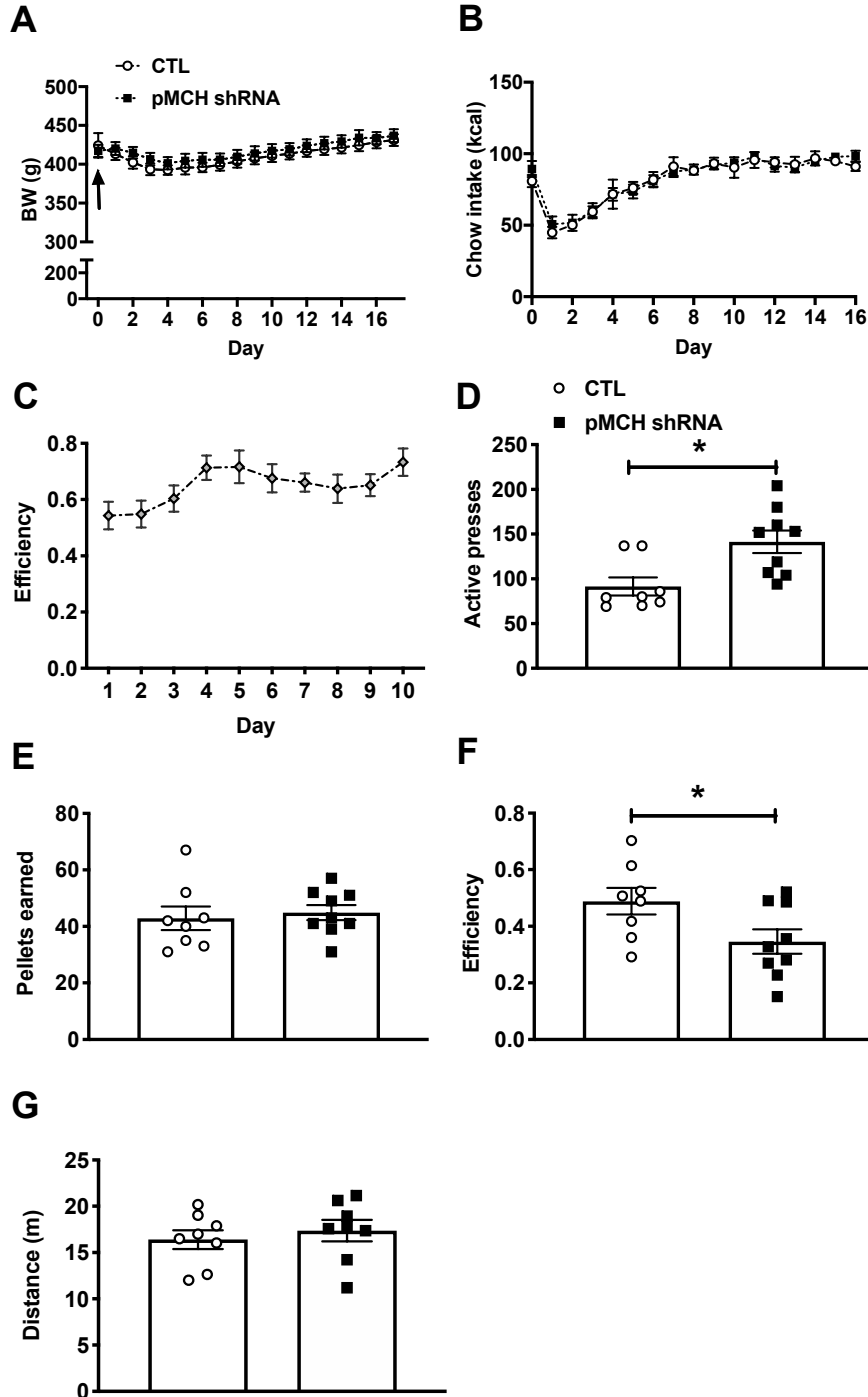 A
CTL
pMCH shRNA
500
450
400
350
300
200
0
BW (g)
0 2 4 6 8 10 12 14 16
Day
B
150
100
50
0
Chow intake (kcal)
0 2 4 6 8 10 12 14 16
Day
C
0.8
0.6
0.4
0.2
0.0
Efficiency
1 2 3 4 5 6 7 8 9 10
Day
D
CTL
pMCH shRNA
*
250
200
150
100
50
0
Active presses
E
80
60
40
20
0
Pellets earned
F
*
0.8
0.6
0.4
0.2
0.0
Efficiency
G
25
20
15
10
5
0
Distance (m)